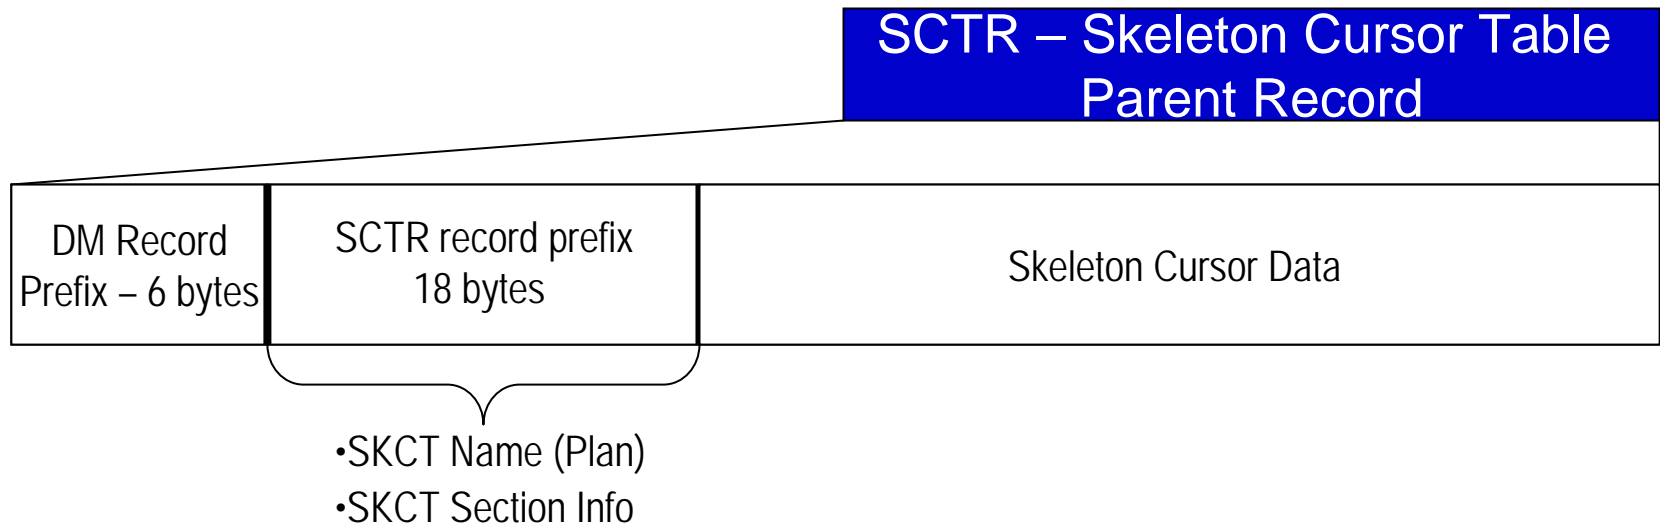 SCTR – Skeleton Cursor Table
Parent Record
DM Record
Prefix – 6 bytes
SCTR record prefix
18 bytes
Skeleton Cursor Data
•SKCT Name (Plan)
•SKCT Section Info